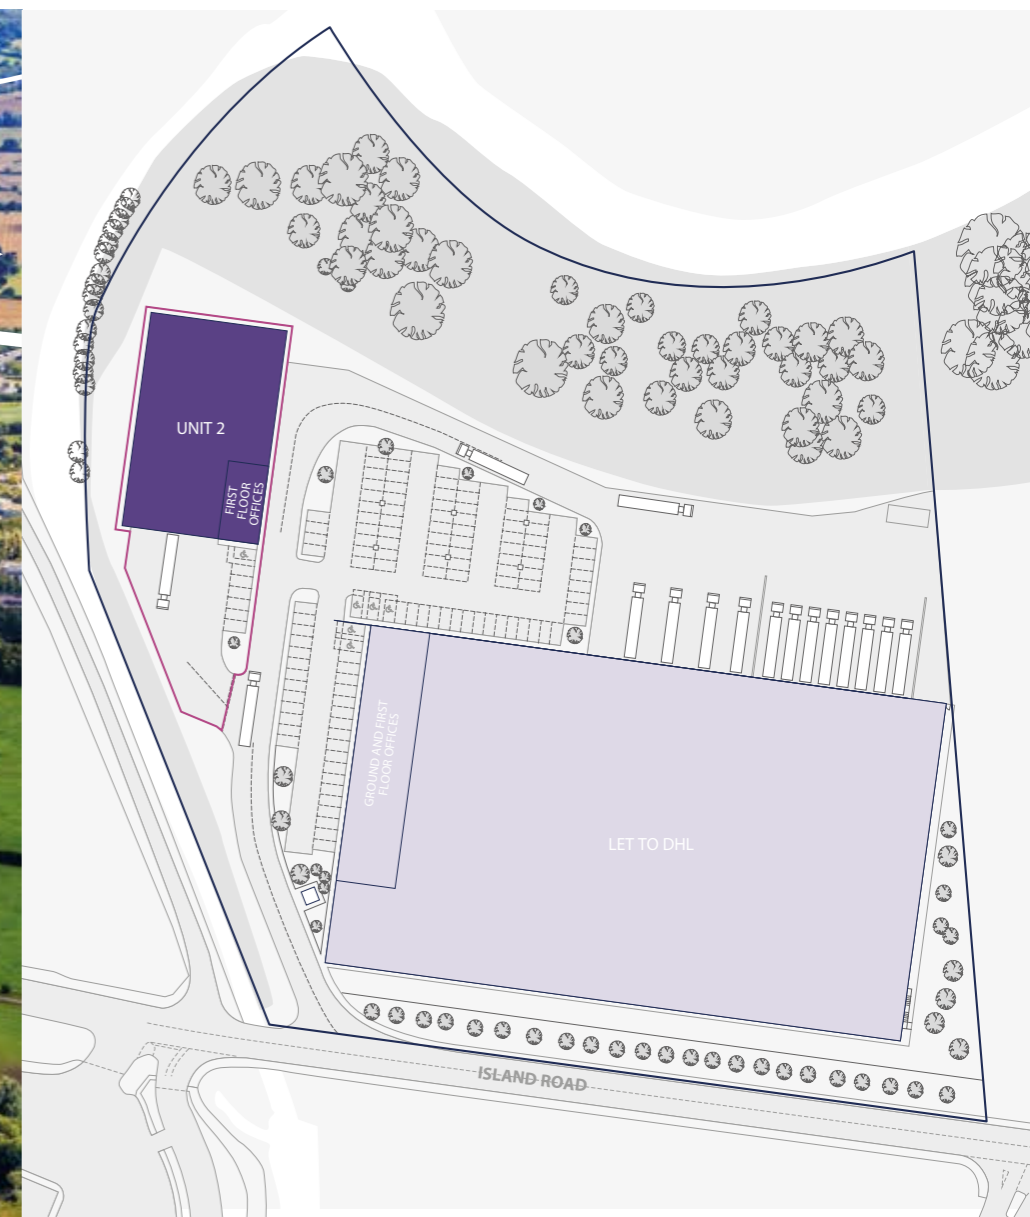 UNIT 2
FIRST
FLOOR
OFFICES
GROUND AND FIRST
FLOOR OFFICES
LET TO DHL
ISLAND ROAD